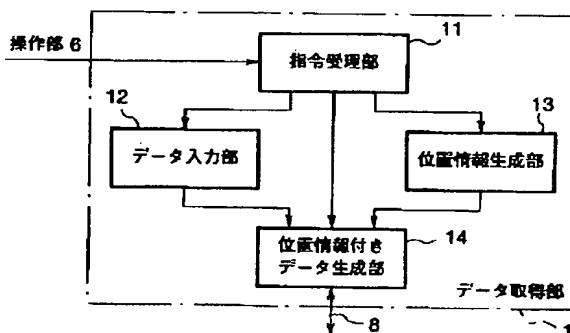 操作部 6
11
指令受理部
12
データ入力部
13
位置情報生成部
位置情報付き
データ生成部
14
データ取得部
8
1